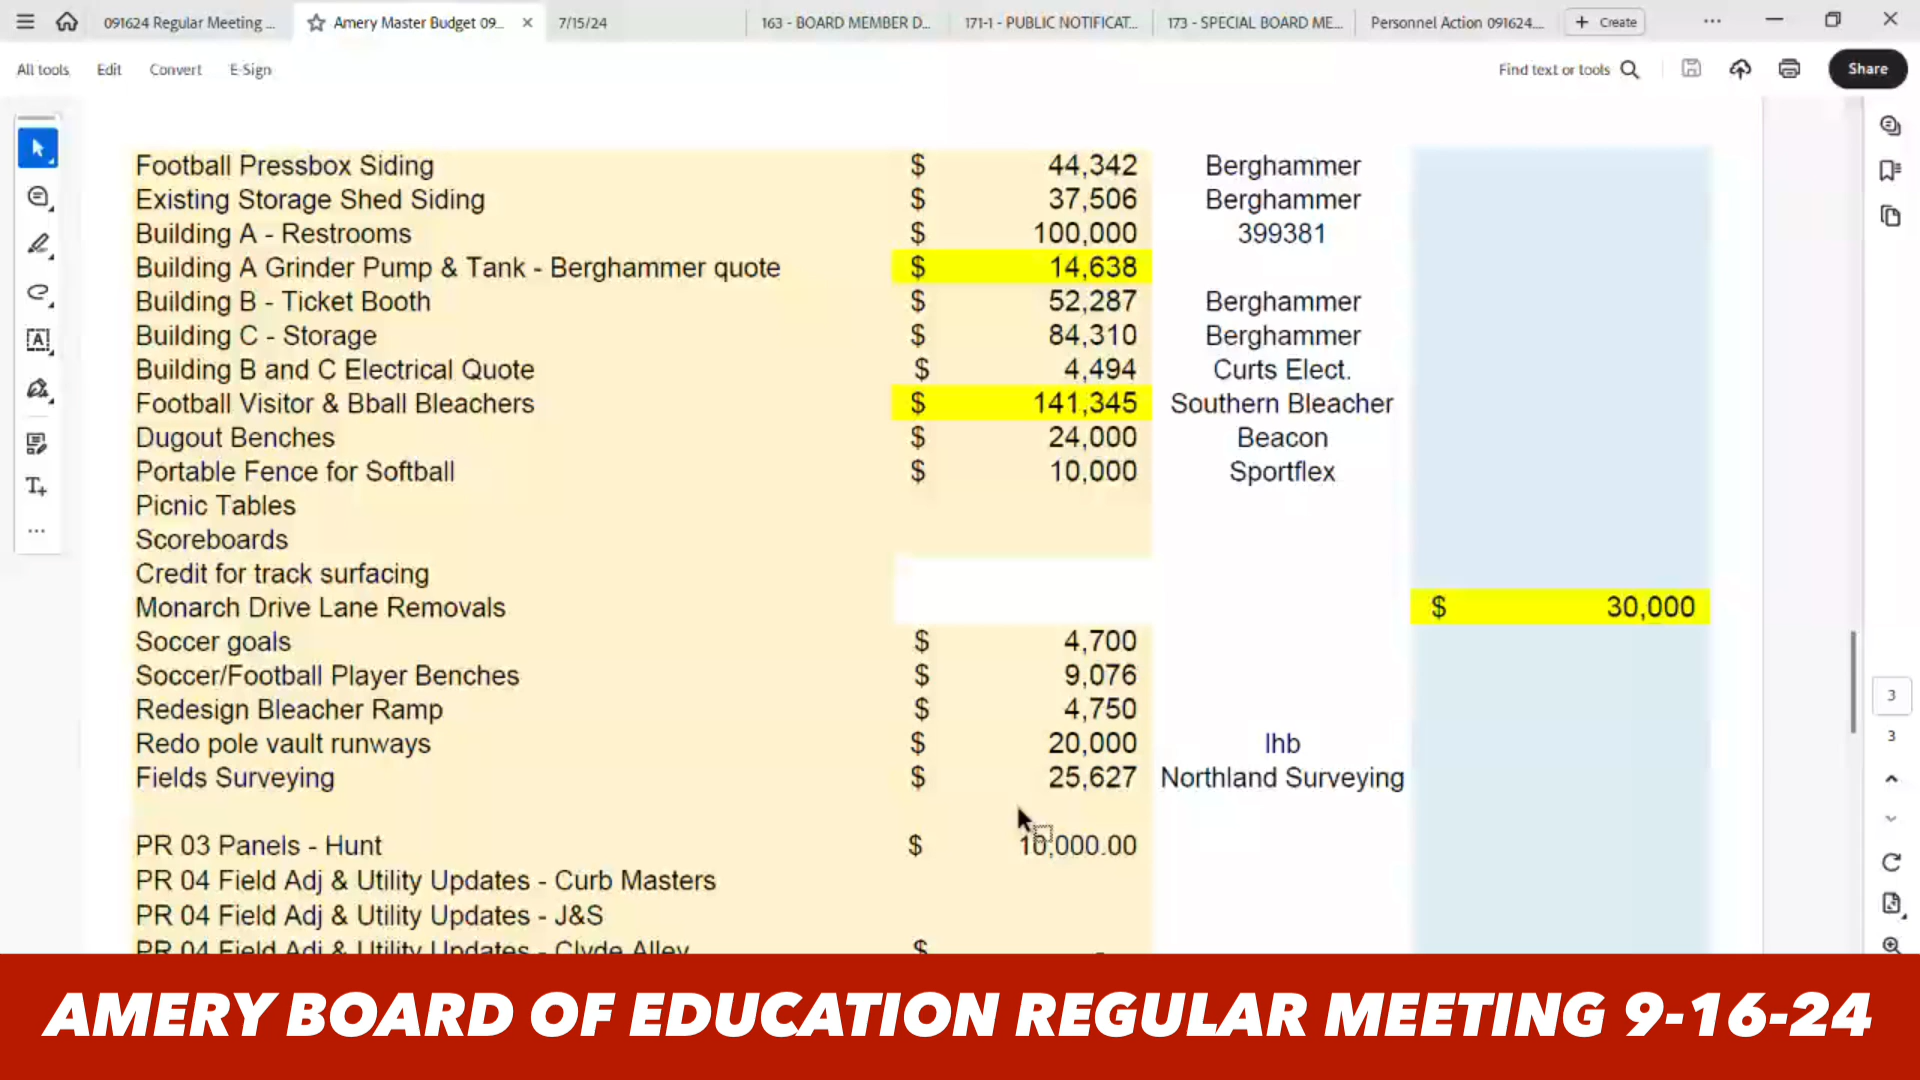 091624 Regular Meeting ...
Amery Master Budget 09...
7/15/24
163 - BOARD MEMBER D...
171-1 - PUBLIC NOTIFICAT...
173 - SPECIAL BOARD ME...
Personnel Action 091624...
+ Create
All tools Edit Convert E-Sign
Find text or tools
Share
Football Pressbox Siding $ 44,342 Berghammer
Existing Storage Shed Siding $ 37,506 Berghammer
Building A - Restrooms $ 100,000 399381
Building A Grinder Pump & Tank - Berghammer quote $ 14,638
Building B - Ticket Booth $ 52,287 Berghammer
Building C - Storage $ 84,310 Berghammer
Building B and C Electrical Quote $ 4,494 Curts Elect.
Football Visitor & Bball Bleachers $ 141,345 Southern Bleacher
Dugout Benches $ 24,000 Beacon
Portable Fence for Softball $ 10,000 Sportflex
Picnic Tables
Scoreboards
Credit for track surfacing
Monarch Drive Lane Removals $ 30,000
Soccer goals $ 4,700
Soccer/Football Player Benches $ 9,076
Redesign Bleacher Ramp $ 4,750
Redo pole vault runways $ 20,000 lhb
Fields Surveying $ 25,627 Northland Surveying
PR 03 Panels - Hunt $ 10,000.00
PR 04 Field Adj & Utility Updates - Curb Masters
PR 04 Field Adj & Utility Updates - J&S
PR 04 Field Adj & Utility Updates - Clyde Alley $ -
3
3
AMERY BOARD OF EDUCATION REGULAR MEETING 9-16-24